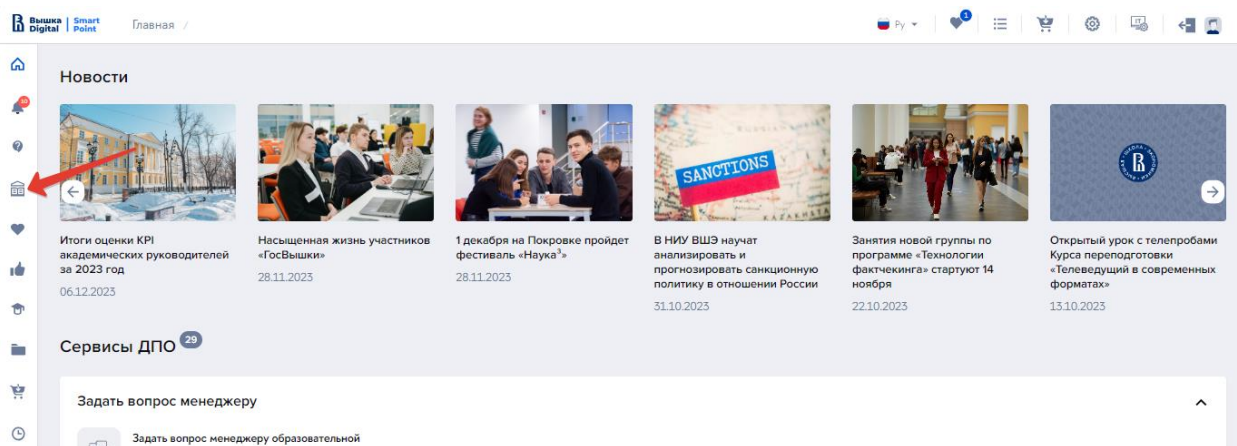 Вышка | Smart
Digital | Point
Главная /
Ру
1
10
Новости
SANCTIONS
KAZAKHSTA
Итоги оценки KPI
академических руководителей
за 2023 год
06.12.2023
Насыщенная жизнь участников
«ГосВышки»
28.11.2023
1 декабря на Покровке пройдет
фестиваль «Наука³»
28.11.2023
В НИУ ВШЭ научат
анализировать и
прогнозировать санкционную
политику в отношении России
31.10.2023
Занятия новой группы по
программе «Технологии
фактчекинга» стартуют 14
ноября
22.10.2023
Открытый урок с телепробами
Курса переподготовки
«Телеведущий в современных
форматах»
13.10.2023
Сервисы ДПО 29
Задать вопрос менеджеру
Задать вопрос менеджеру образовательной